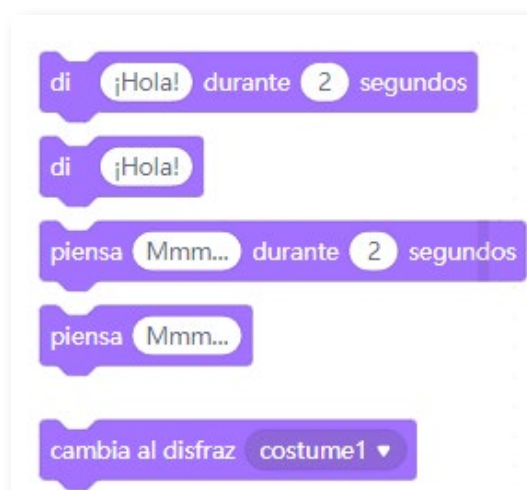 di ¡Hola! durante 2 segundos
di ¡Hola!
piensa Mmm... durante 2 segundos
piensa Mmm...
cambia al disfraz costume1